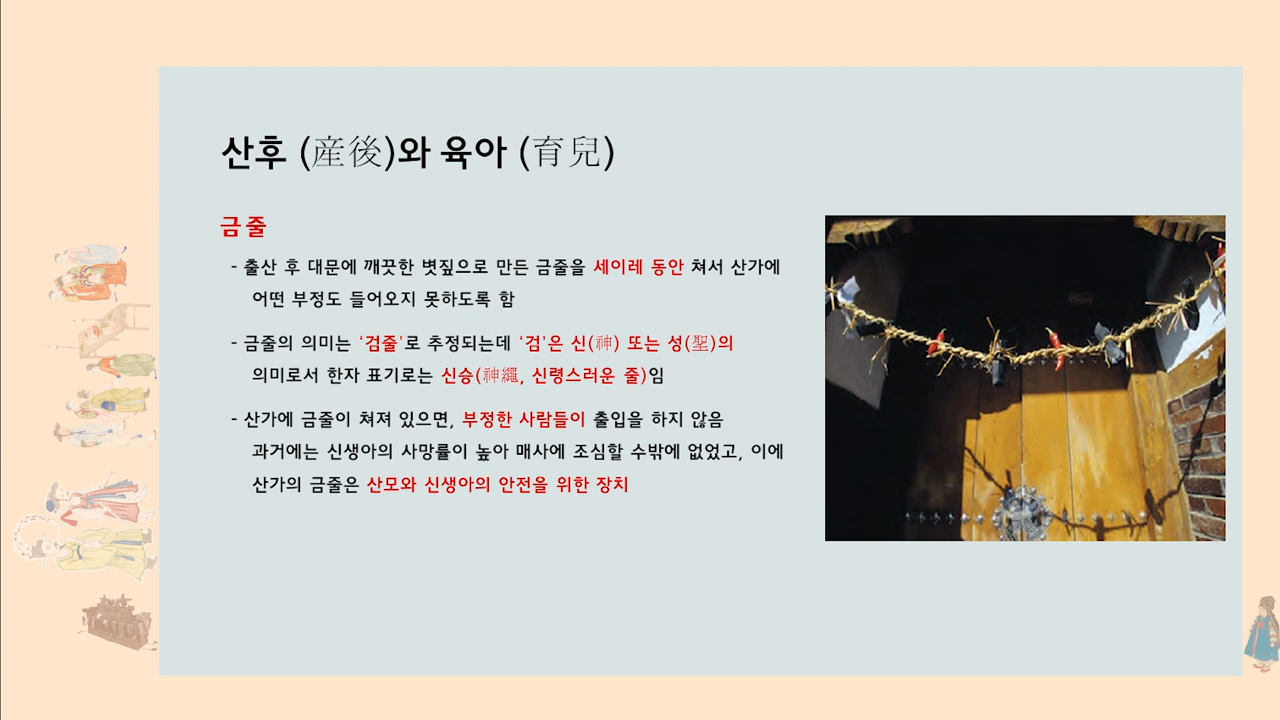 산후 (産後)와 육아 (育兒)
금줄
- 출산 후 대문에 깨끗한 볏짚으로 만든 금줄을 세이레 동안 쳐서 산가에
어떤 부정도 들어오지 못하도록 함
- 금줄의 의미는 '검줄'로 추정되는데 '검'은 신(神) 또는 성(聖)의
의미로서 한자 표기로는 신승(神繩, 신령스러운 줄)임
- 산가에 금줄이 쳐져 있으면, 부정한 사람들이 출입을 하지 않음
과거에는 신생아의 사망률이 높아 매사에 조심할 수밖에 없었고, 이에
산가의 금줄은 산모와 신생아의 안전을 위한 장치